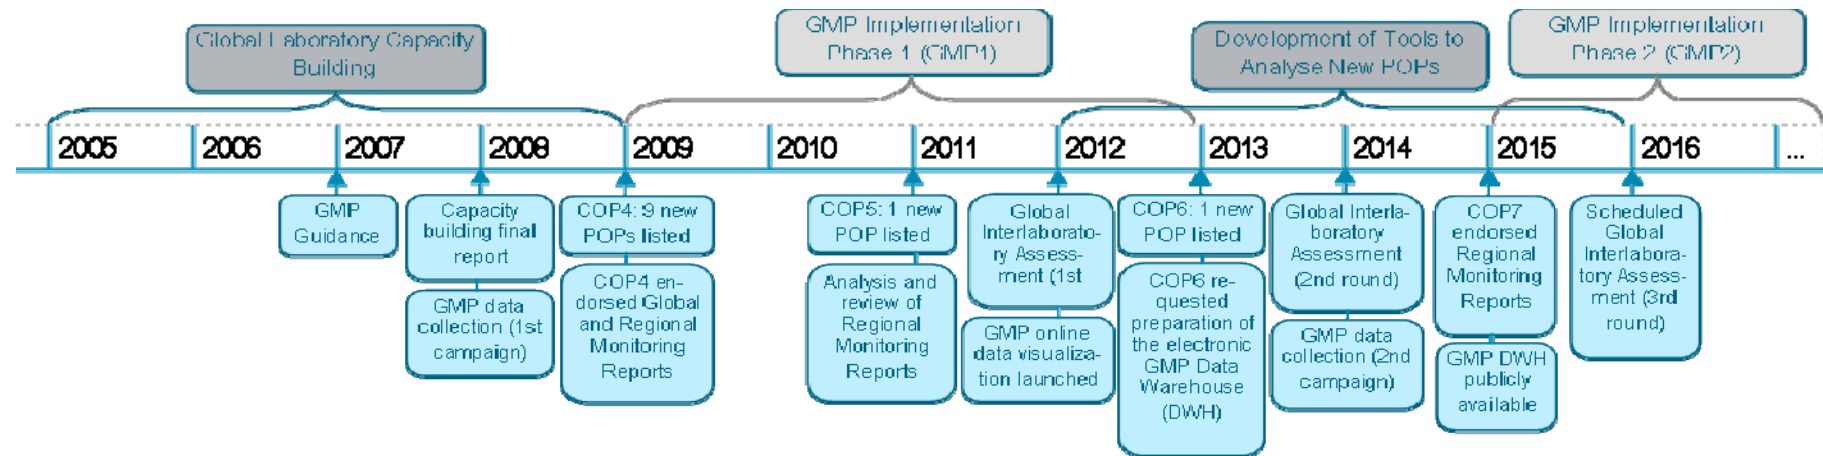 Global Laboratory Capacity
Building
GMP Implementation
Phase 1 (GMP1)
Development of Tools to
Analyse New POPs
GMP Implementation
Phase 2 (GMP2)
2005
2006
2007
2008
2009
2010
2011
2012
2013
2014
2015
2016
...
GMP
Guidance
Capacity
building final
report
GMP data
collection (1st
campaign)
COP4: 9 new
POPs listed
COP4 en-
dorsed Global
and Regional
Monitoring
Reports
COP5: 1 new
POP listed
Analysis and
review of
Regional
Monitoring
Reports
Global
Interlaborato-
ry Assess-
ment (1st
GMP online
data visualiza-
tion launched
COP6: 1 new
POP listed
COP6 re-
quested
preparation of
the electronic
GMP Data
Warehouse
(DWH)
Global Interla-
boratory
Assessment
(2nd round)
GMP data
collection (2nd
campaign)
COP7
endorsed
Regional
Monitoring
Reports
GMP DWH
publicly
available
Scheduled
Global
Interlabora-
tory Assess-
ment (3rd
round)